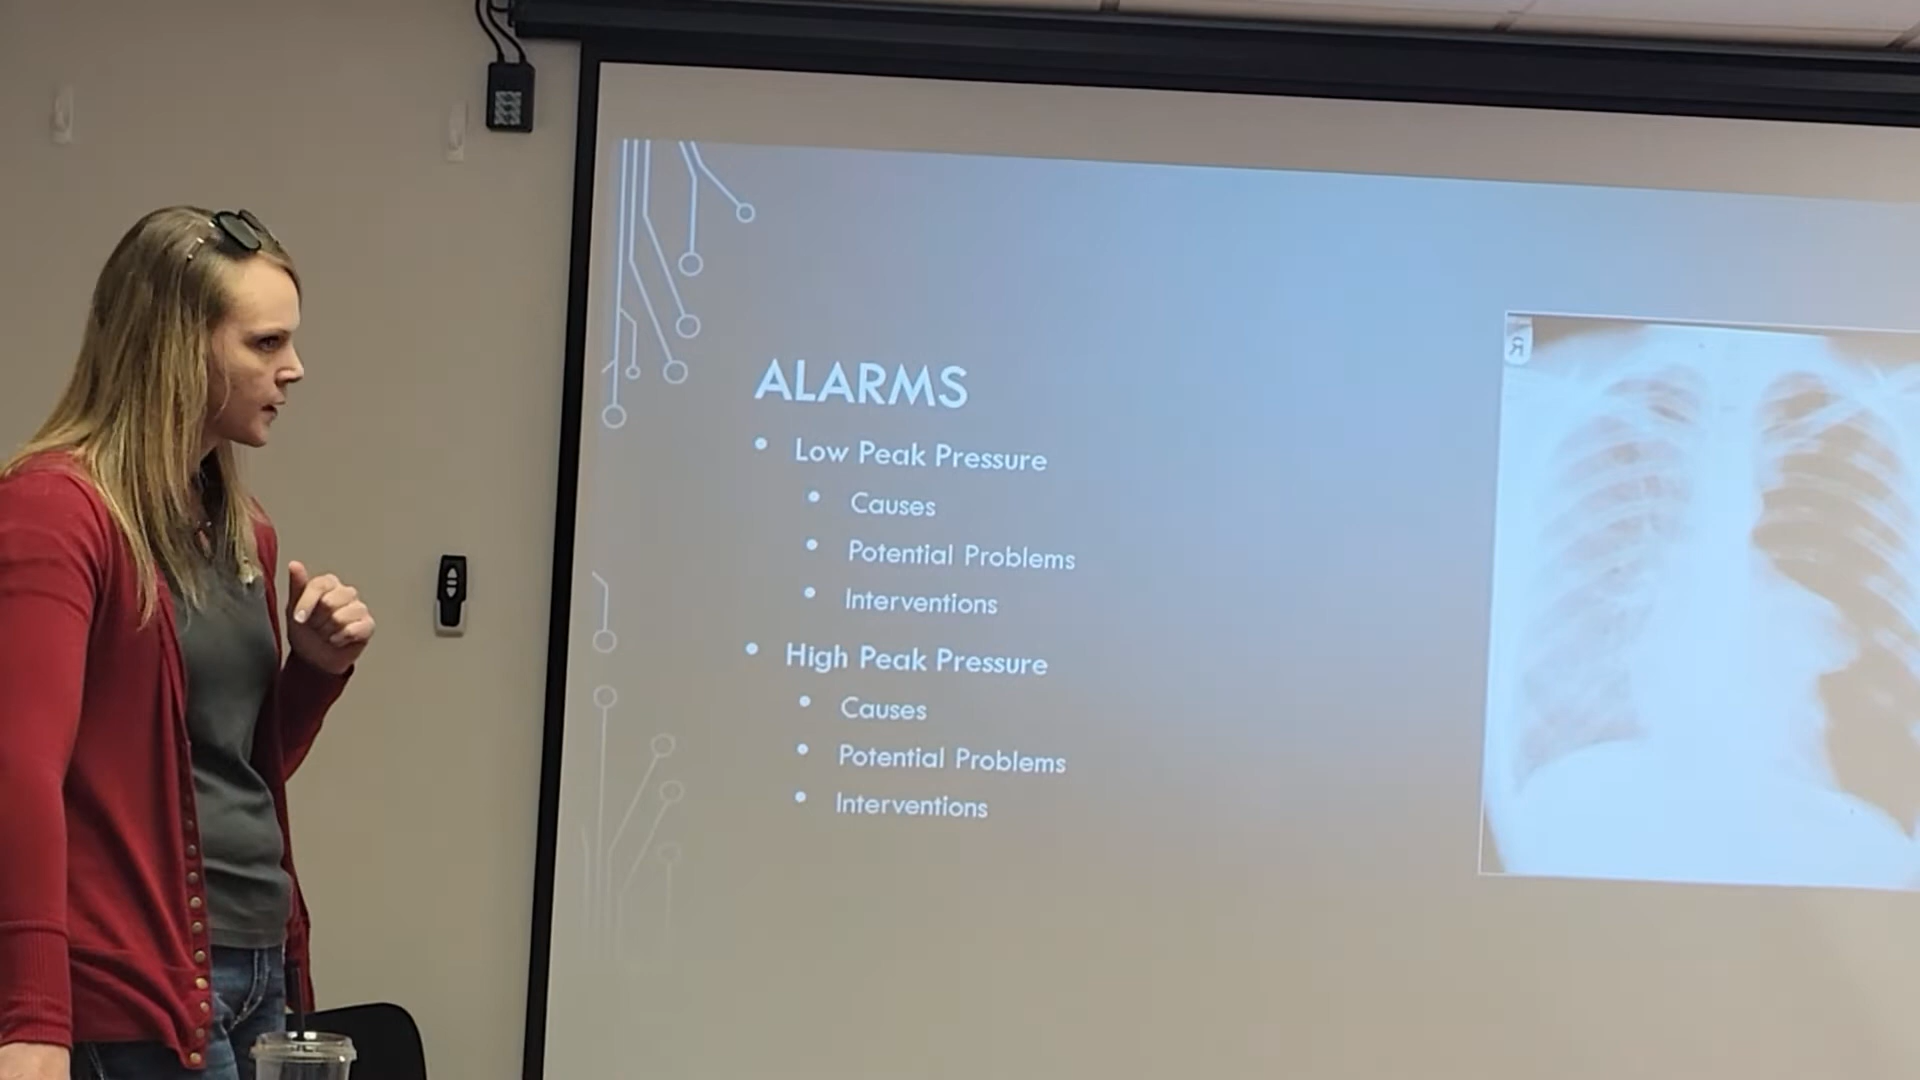 ALARMS
Low Peak Pressure
Causes
Potential Problems
Interventions
High Peak Pressure
Causes
Potential Problems
Interventions
R